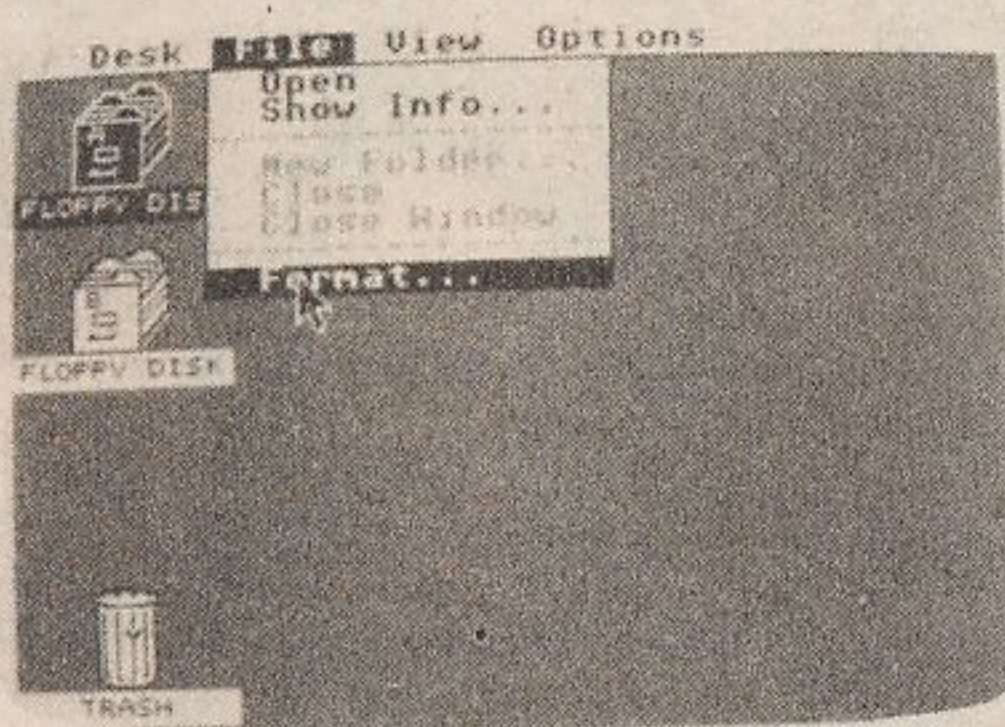 Desk File View Options
Open
Show Info...
New Folder...
Close
Close Window
Format...
FLOPPY DIS
FLOPPY DISK
TRASH